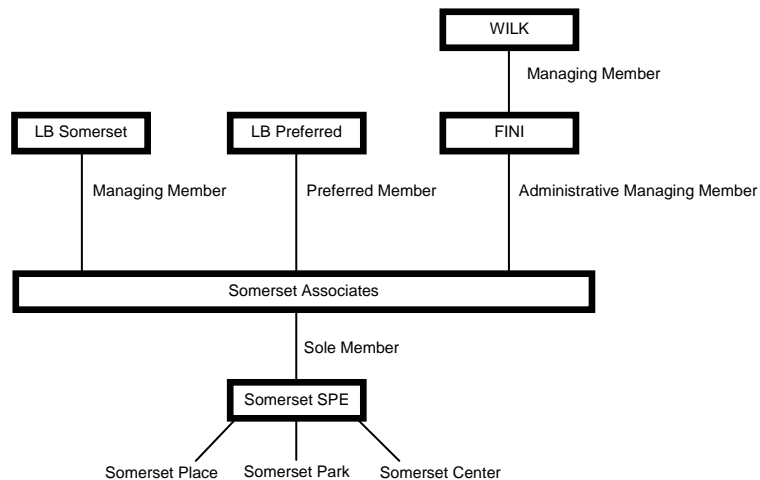 WILK
Managing Member
LB Somerset
LB Preferred
FINI
Managing Member
Preferred Member
Administrative Managing Member
Somerset Associates
Sole Member
Somerset SPE
Somerset Place
Somerset Park
Somerset Center